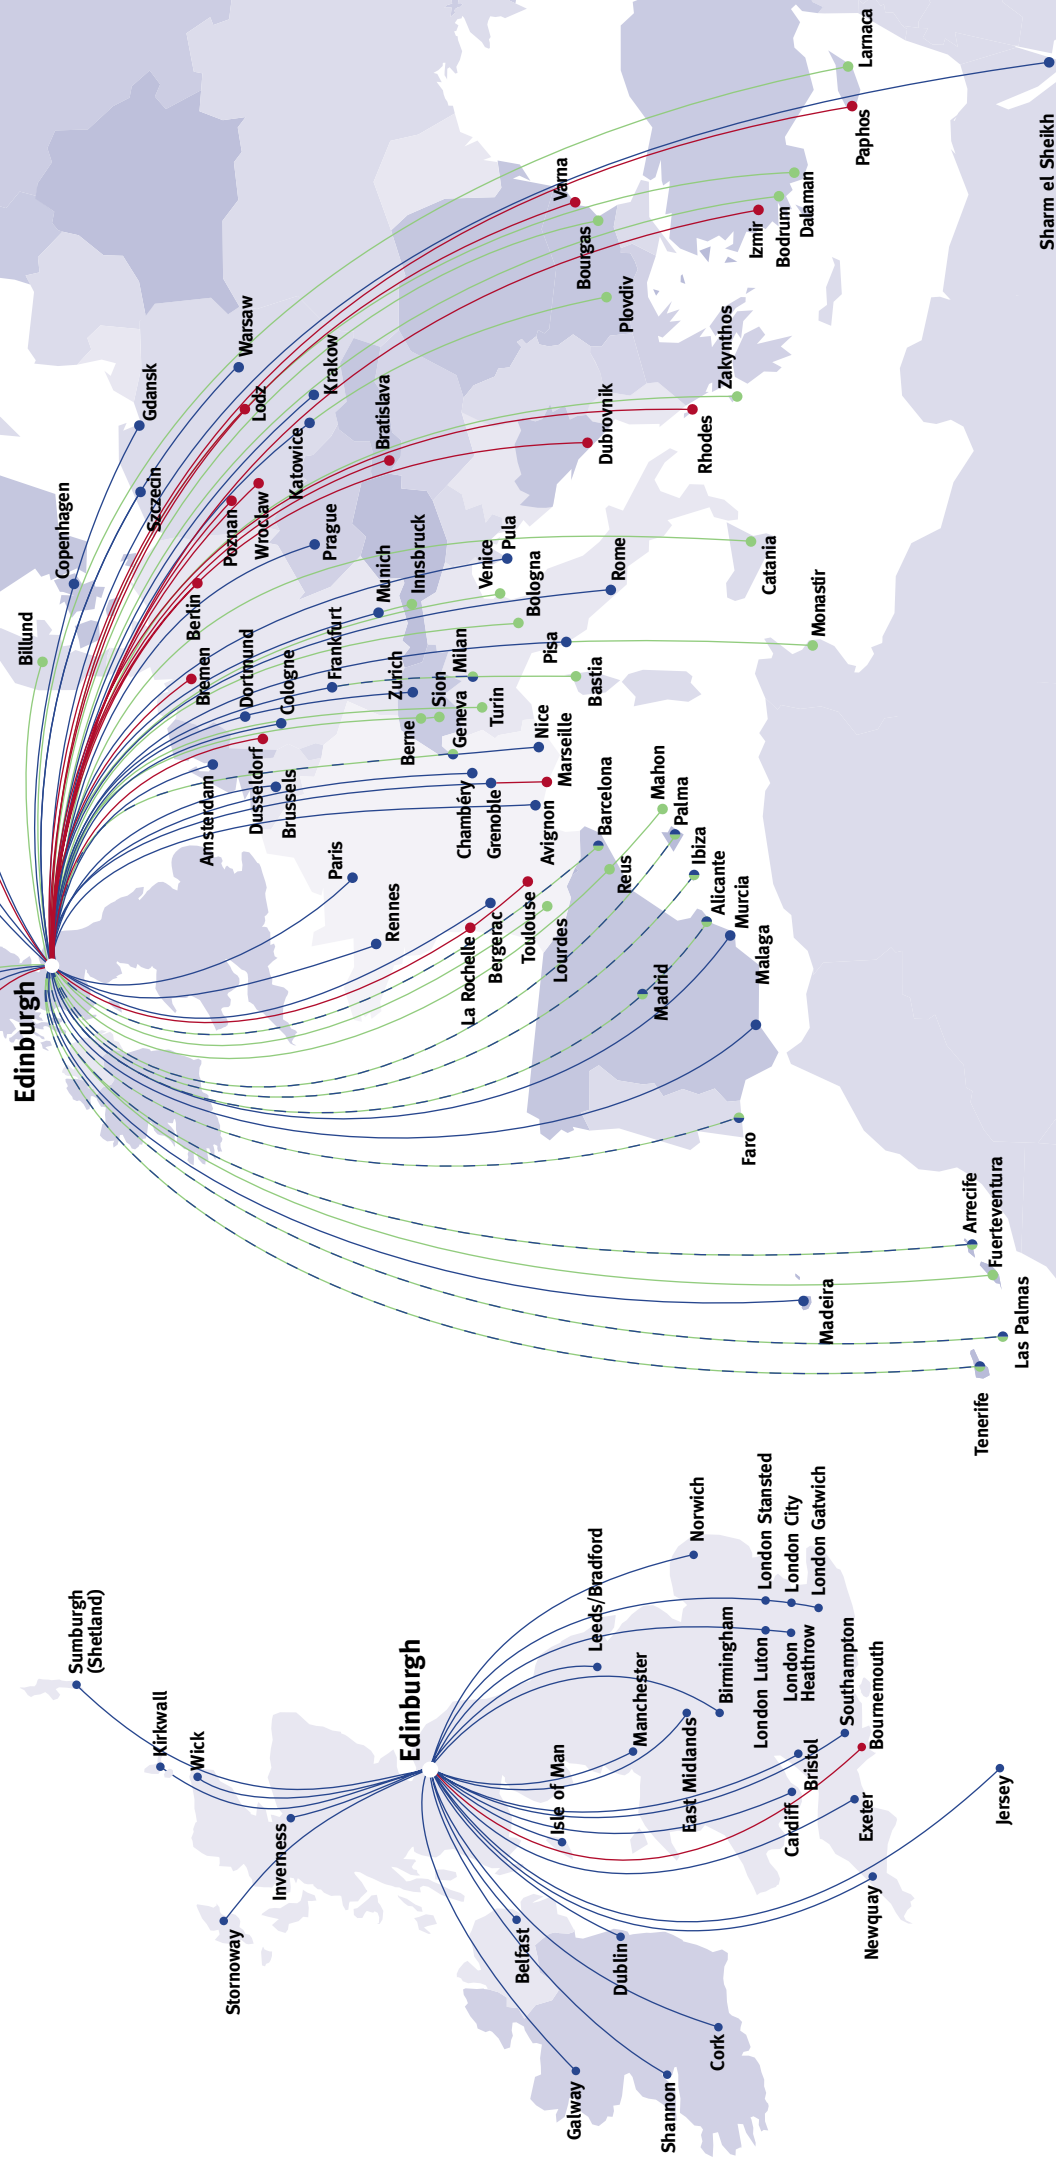 Sumburgh
(Shetland)
Kirkwall
Wick
Stornoway
Inverness
Edinburgh
Isle of Man
Leeds/Bradford
Norwich
Manchester
East Midlands
Birmingham
London Stansted
London City
London Gatwich
London Luton
London
Heathrow
Southampton
Bournemouth
Bristol
Cardiff
Exeter
Newquay
Jersey
Belfast
Dublin
Galway
Shannon
Cork
Edinburgh
Billund
Copenhagen
Gdansk
Szczecin
Warsaw
Lodz
Poznan
Wroclaw
Krakow
Katowice
Berlin
Bremen
Dortmund
Cologne
Amsterdam
Dusseldorf
Brussels
Frankfurt
Prague
Bratislava
Munich
Innsbruck
Zurich
Berne
Sion
Geneva
Milan
Turin
Venice
Pula
Bologna
Pisa
Rome
Bastia
Nice
Marseille
Chambéry
Grenoble
Avignon
Paris
Rennes
La Rochelle
Bergerac
Toulouse
Lourdes
Barcelona
Reus
Mahon
Palma
Ibiza
Alicante
Murcia
Madrid
Malaga
Faro
Varna
Bourgas
Plovdiv
Dubrovnik
Rhodes
Zakynthos
Izmir
Bodrum
Dalaman
Paphos
Larnaca
Sharm el Sheikh
Catania
Monastir
Madeira
Arrecife
Fuerteventura
Las Palmas
Tenerife